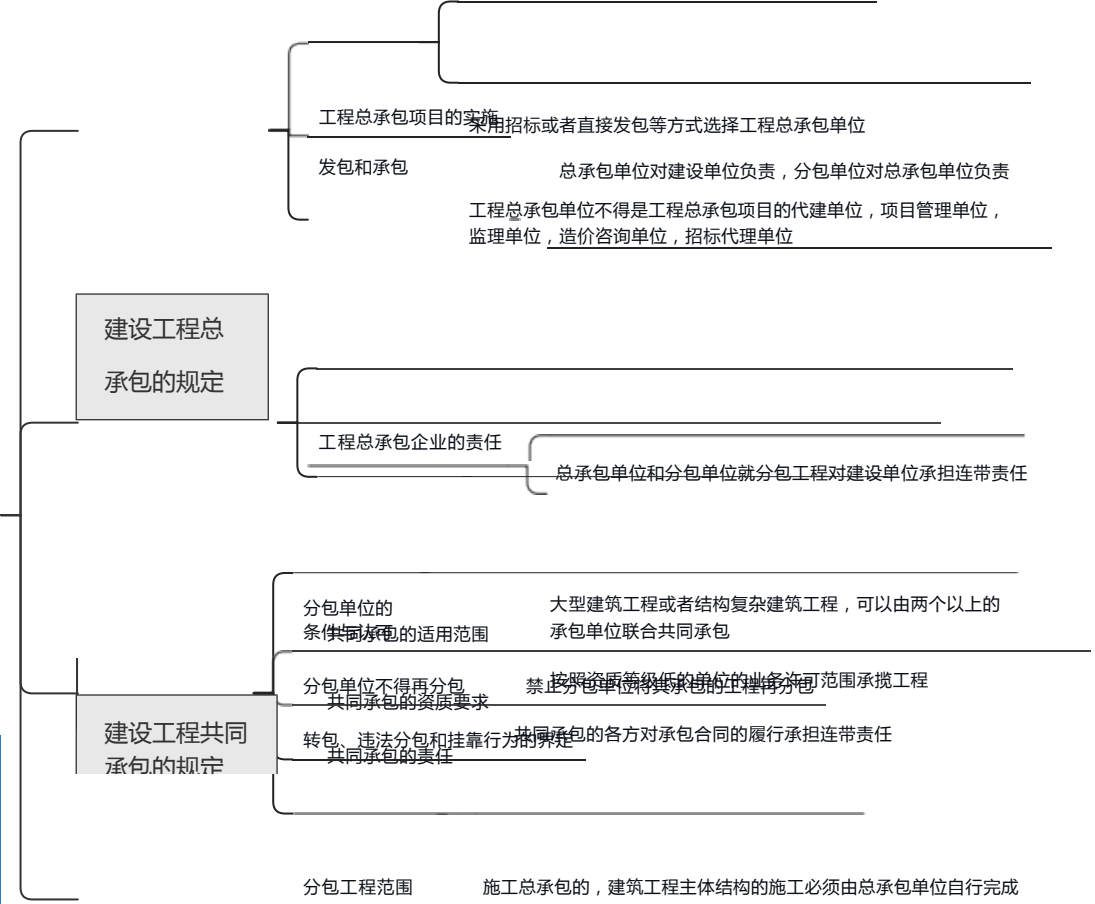 工程总承包项目的实施
采用招标或者直接发包等方式选择工程总承包单位
发包和承包
总承包单位对建设单位负责，分包单位对总承包单位负责
工程总承包单位不得是工程总承包项目的代建单位，项目管理单位，
监理单位，造价咨询单位，招标代理单位
建设工程总
承包的规定
工程总承包企业的责任
总承包单位和分包单位就分包工程对建设单位承担连带责任
分包单位的
条件与认可
大型建筑工程或者结构复杂建筑工程，可以由两个以上的
承包单位联合共同承包
共同承包的适用范围
分包单位不得再分包
禁止分包单位将其承包的工程再分包
按照资质等级低的单位的业务许可范围承揽工程
共同承包的资质要求
建设工程共同
承包的规定
转包、违法分包和挂靠行为的界定
共同承包的各方对承包合同的履行承担连带责任
共同承包的责任
分包工程范围
施工总承包的，建筑工程主体结构的施工必须由总承包单位自行完成